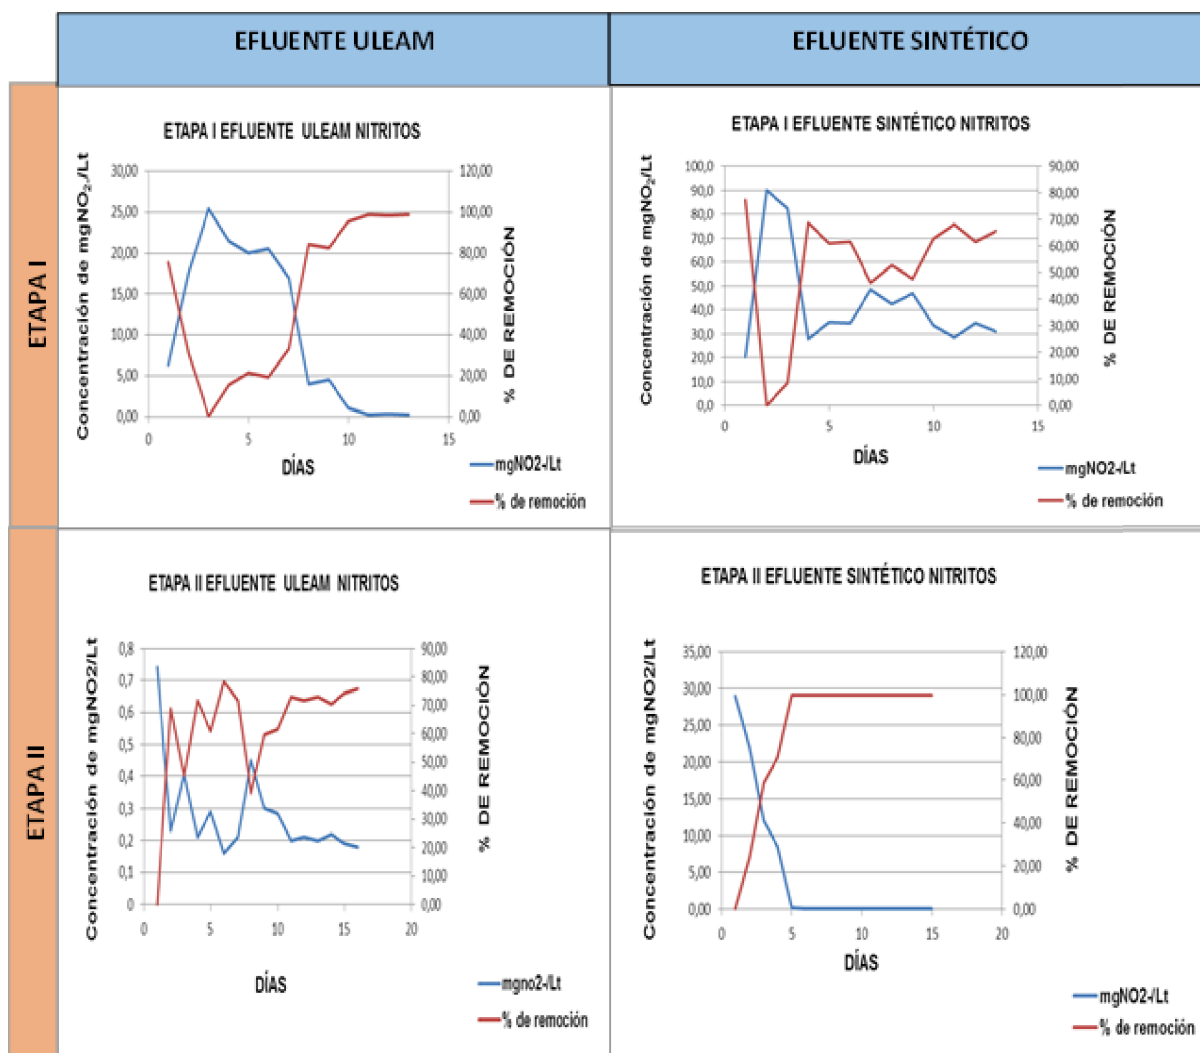 EFLUENTE ULEAM
EFLUENTE SINTÉTICO
ETAPA I
ETAPA I EFLUENTE ULEAM NITRITOS
Concentración de mgNO₂-/Lt
30,00
25,00
20,00
15,00
10,00
5,00
0,00
120,00
100,00
80,00
60,00
40,00
20,00
0,00
% DE REMOCIÓN
0 5 10 15
DÍAS
mgNO2-/Lt
% de remoción
ETAPA I EFLUENTE SINTÉTICO NITRITOS
Concentración de mgNO₂/Lt
100,0
90,0
80,0
70,0
60,0
50,0
40,0
30,0
20,0
10,0
0,0
90,00
80,00
70,00
60,00
50,00
40,00
30,00
20,00
10,00
0,00
% DE REMOCIÓN
0 5 10 15
DÍAS
mgNO2-/Lt
% de remoción
ETAPA II
ETAPA II EFLUENTE ULEAM NITRITOS
Concentración de mgNO2/Lt
0,8
0,7
0,6
0,5
0,4
0,3
0,2
0,1
0
90,00
80,00
70,00
60,00
50,00
40,00
30,00
20,00
10,00
0,00
% DE REMOCIÓN
0 5 10 15 20
DÍAS
mgno2-/Lt
% de remoción
ETAPA II EFLUENTE SINTÉTICO NITRITOS
Concentración de mgNO2/Lt
35,00
30,00
25,00
20,00
15,00
10,00
5,00
0,00
120,00
100,00
80,00
60,00
40,00
20,00
0,00
% DE REMOCIÓN
0 5 10 15 20
DÍAS
mgNO2-/Lt
% de remoción